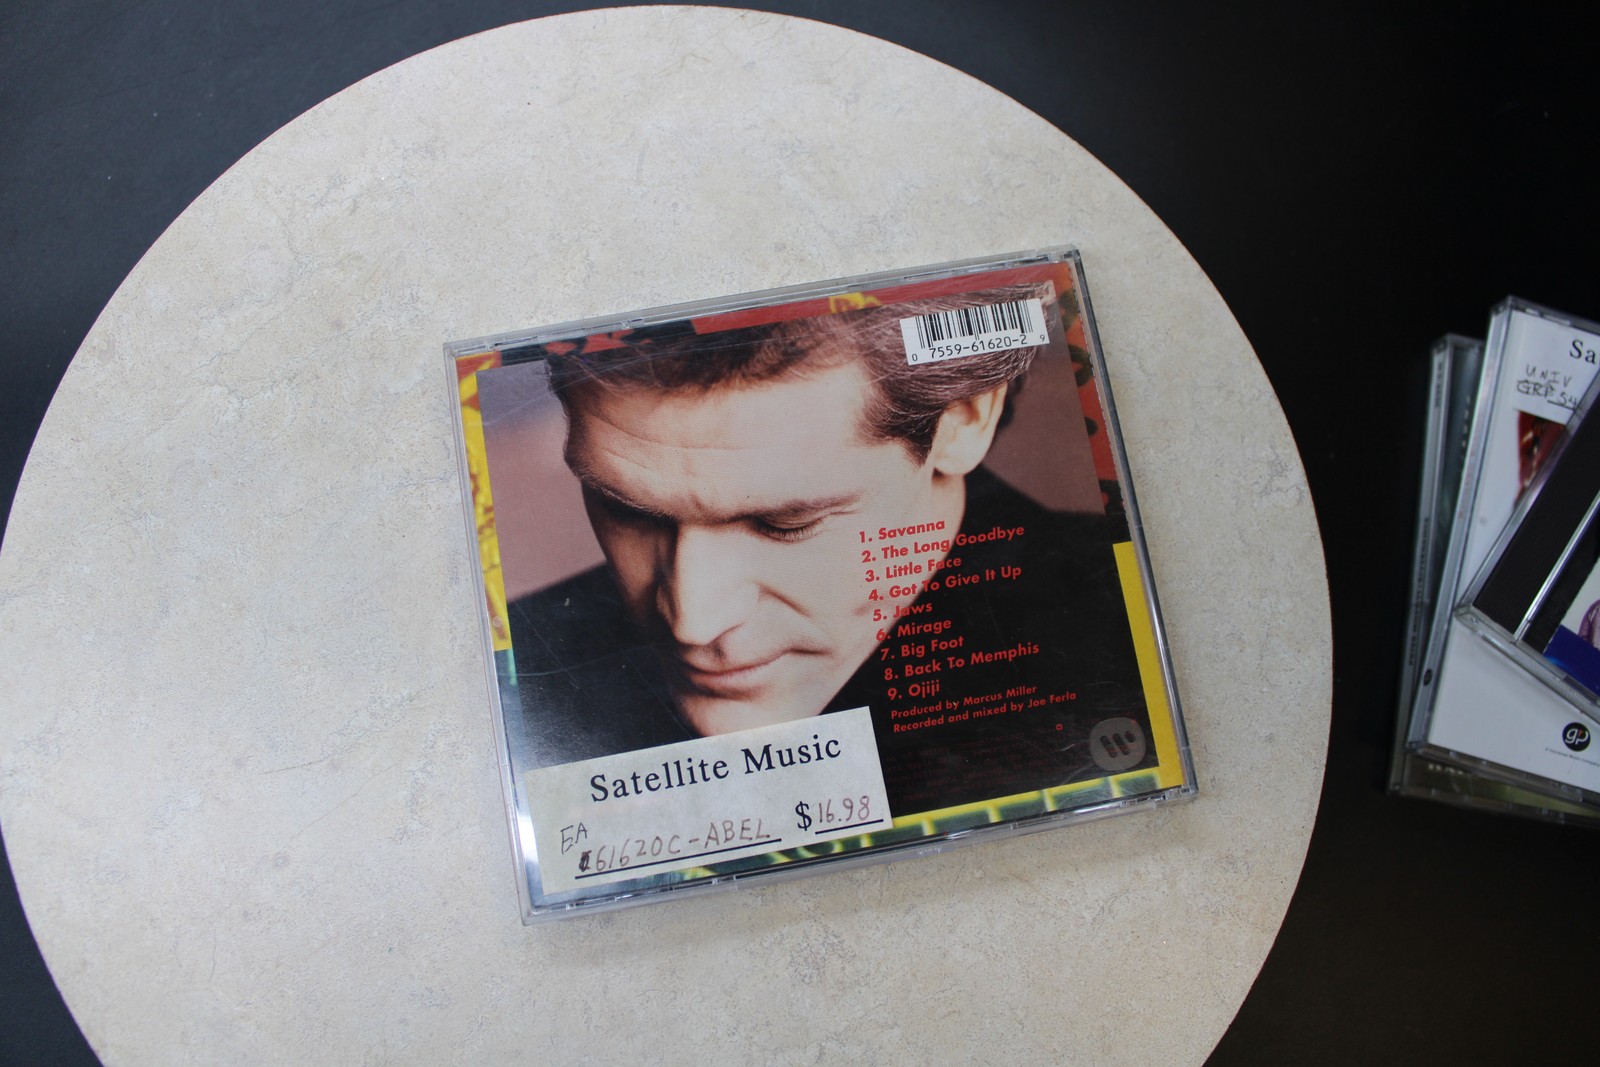 0 7559-61620-2 9
1. Savanna
2. The Long Goodbye
3. Little Face
4. Got To Give It Up
5. Jaws
6. Mirage
7. Big Foot
8. Back To Memphis
9. Ojiji
Produced by Marcus Miller
Recorded and mixed by Joe Ferla
Satellite Music
EA
61620C-ABEL $16.98
Sa
UNIV
gr